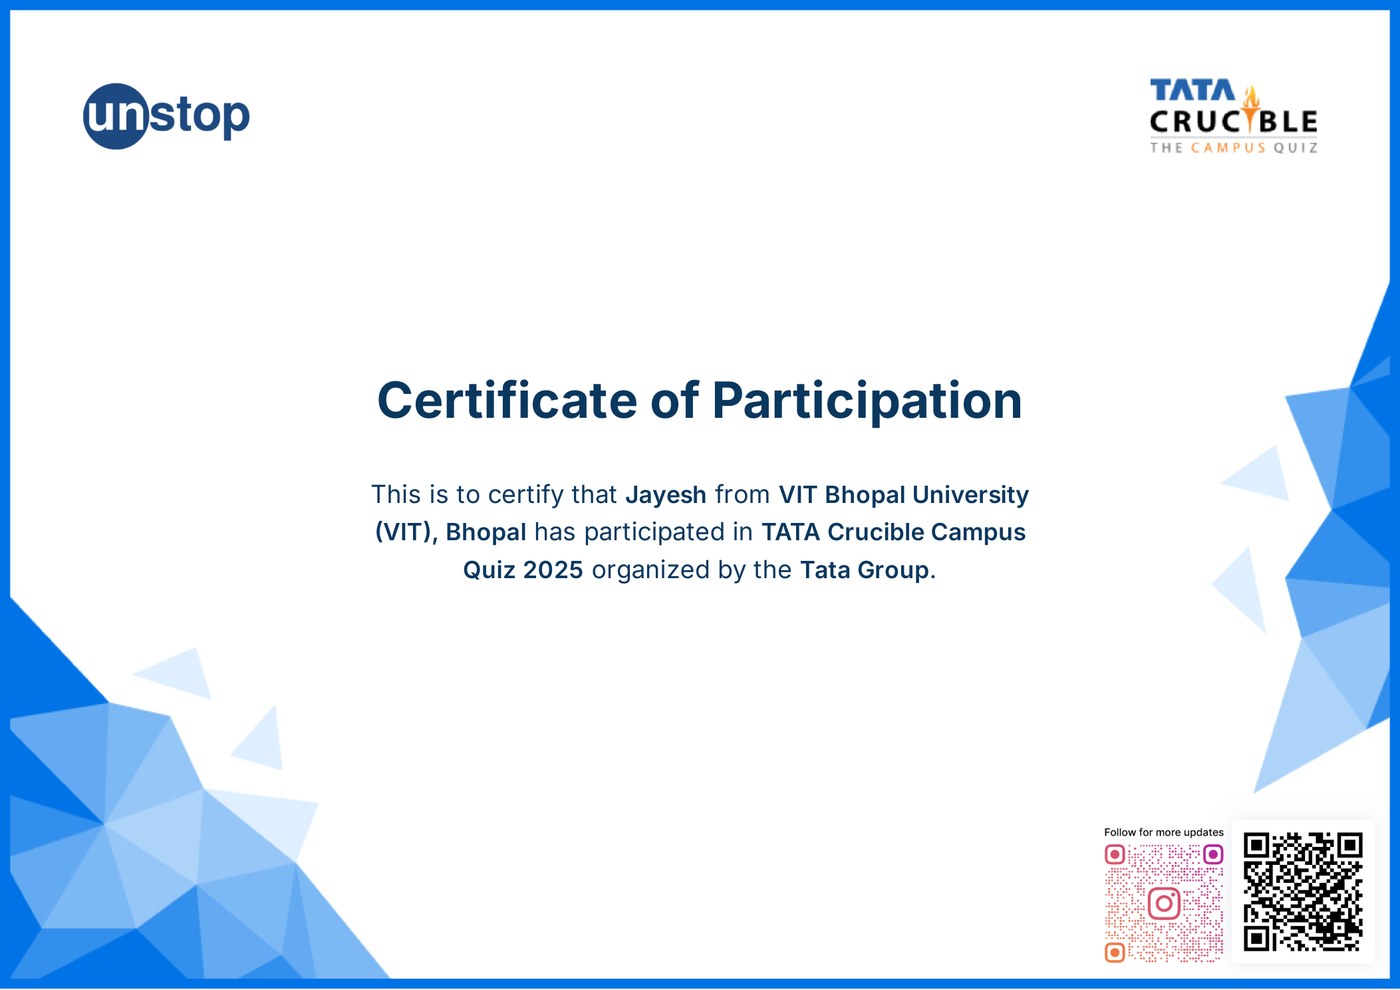 unstop
TATA
CRUCIBLE
THE CAMPUS QUIZ
Certificate of Participation
This is to certify that Jayesh from VIT Bhopal University
(VIT), Bhopal has participated in TATA Crucible Campus
Quiz 2025 organized by the Tata Group.
Follow for more updates